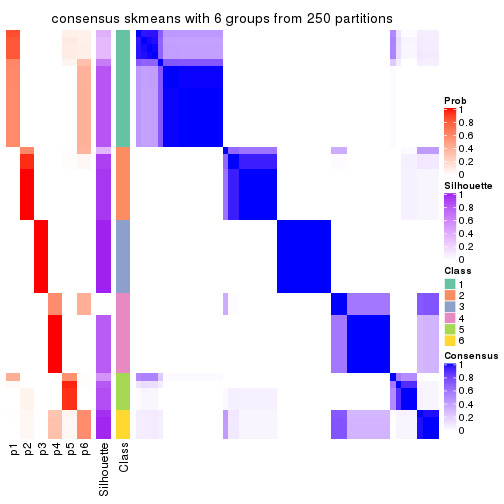 consensus skmeans with 6 groups from 250 partitions
Prob
1
0.8
0.6
0.4
0.2
0
Silhouette
1
0.8
0.6
0.4
0.2
0
Class
1
2
3
4
5
6
Consensus
1
0.8
0.6
0.4
0.2
0
p1
p2
p3
p4
p5
p6
Silhouette
Class